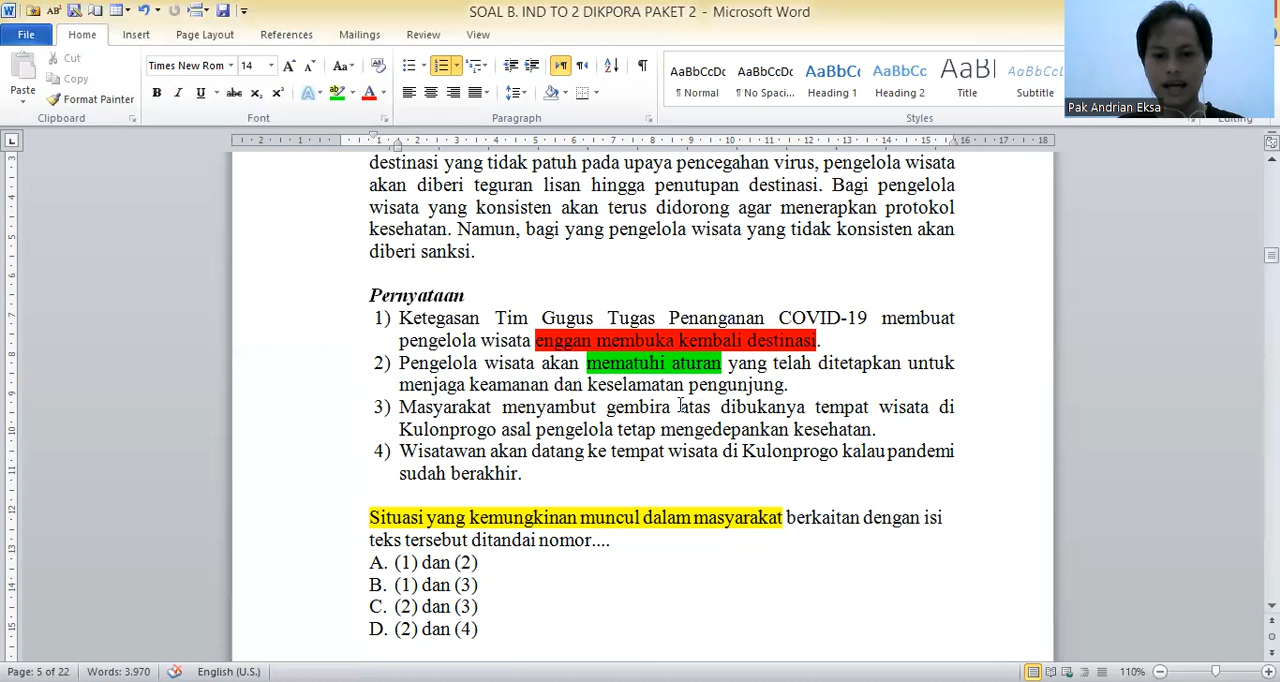 SOAL B. IND TO 2 DIKPORA PAKET 2 - Microsoft Word
File Home Insert Page Layout References Mailings Review View
Cut
Copy
Paste
Format Painter
Clipboard
Times New Rom 14
Font
Paragraph
AaBbCcDc AaBbCcDc AaBbCc AaBbCc AaBl AaBbCcL
¶ Normal ¶ No Spaci... Heading 1 Heading 2 Title Subtitle
Styles
Editing
Pak Andrian Eksa
destinasi yang tidak patuh pada upaya pencegahan virus, pengelola wisata
akan diberi teguran lisan hingga penutupan destinasi. Bagi pengelola
wisata yang konsisten akan terus didorong agar menerapkan protokol
kesehatan. Namun, bagi yang pengelola wisata yang tidak konsisten akan
diberi sanksi.
Pernyataan
1) Ketegasan Tim Gugus Tugas Penanganan COVID-19 membuat
pengelola wisata enggan membuka kembali destinasi.
2) Pengelola wisata akan mematuhi aturan yang telah ditetapkan untuk
menjaga keamanan dan keselamatan pengunjung.
3) Masyarakat menyambut gembira atas dibukanya tempat wisata di
Kulonprogo asal pengelola tetap mengedepankan kesehatan.
4) Wisatawan akan datang ke tempat wisata di Kulonprogo kalau pandemi
sudah berakhir.
Situasi yang kemungkinan muncul dalam masyarakat berkaitan dengan isi
teks tersebut ditandai nomor....
A. (1) dan (2)
B. (1) dan (3)
C. (2) dan (3)
D. (2) dan (4)
Page: 5 of 22 Words: 3.970 English (U.S.) 110%